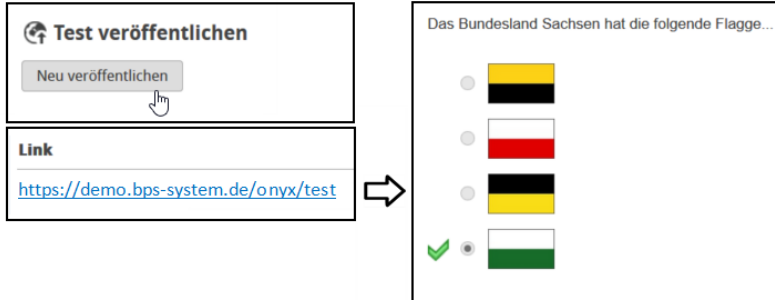 Test veröffentlichen
Neu veröffentlichen
Link
https://demo.bps-system.de/onyx/test
Das Bundesland Sachsen hat die folgende Flagge...